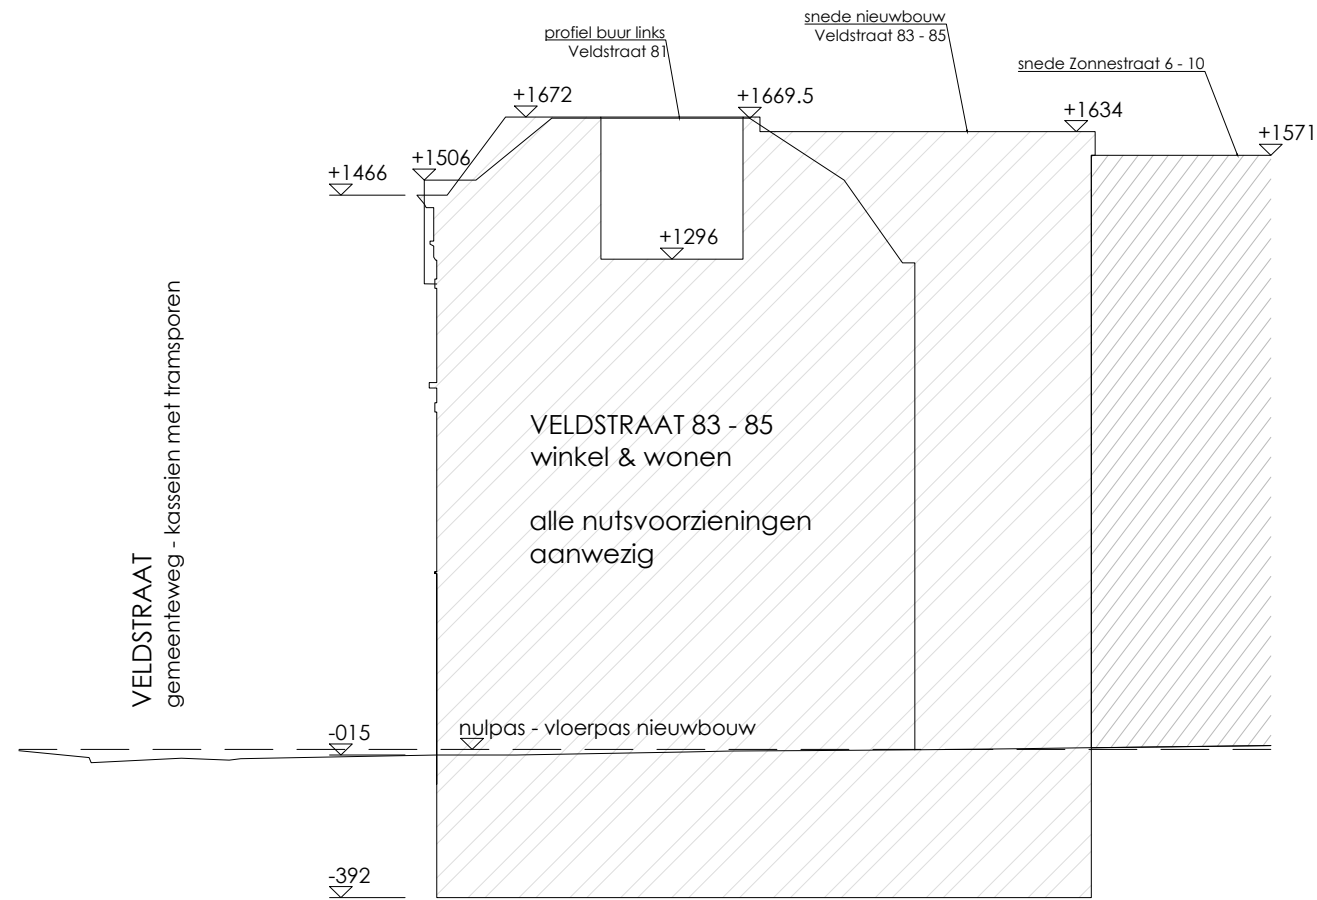 snede nieuwbouw
Veldstraat 83 - 85
profiel buur links
Veldstraat 81
snede Zonnestraat 6 - 10
+1672
+1669.5
+1634
+1571
+1506
+1466
+1296
VELDSTRAAT
gemeenteweg - kasseien met tramsporen
VELDSTRAAT 83 - 85
winkel & wonen
alle nutsvoorzieningen
aanwezig
-015
nulpas - vloerpas nieuwbouw
-392